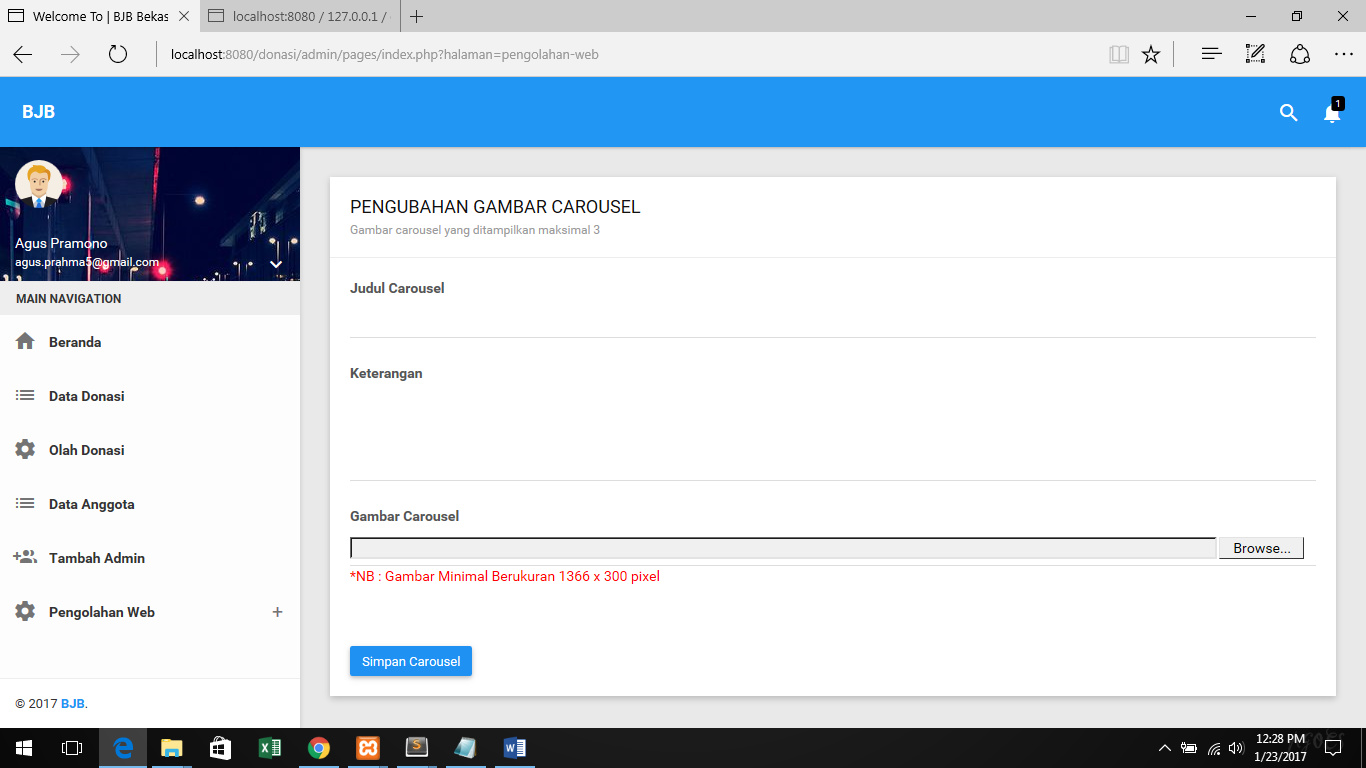 Welcome To | BJB Bekas
localhost:8080 / 127.0.0.1 /
localhost:8080/donasi/admin/pages/index.php?halaman=pengolahan-web
BJB
1
Agus Pramono
agus.prahma5@gmail.com
MAIN NAVIGATION
Beranda
Data Donasi
Olah Donasi
Data Anggota
Tambah Admin
Pengolahan Web +
© 2017 BJB.
PENGUBAHAN GAMBAR CAROUSEL
Gambar carousel yang ditampilkan maksimal 3
Judul Carousel
Keterangan
Gambar Carousel
Browse...
*NB : Gambar Minimal Berukuran 1366 x 300 pixel
Simpan Carousel
12:28 PM
1/23/2017